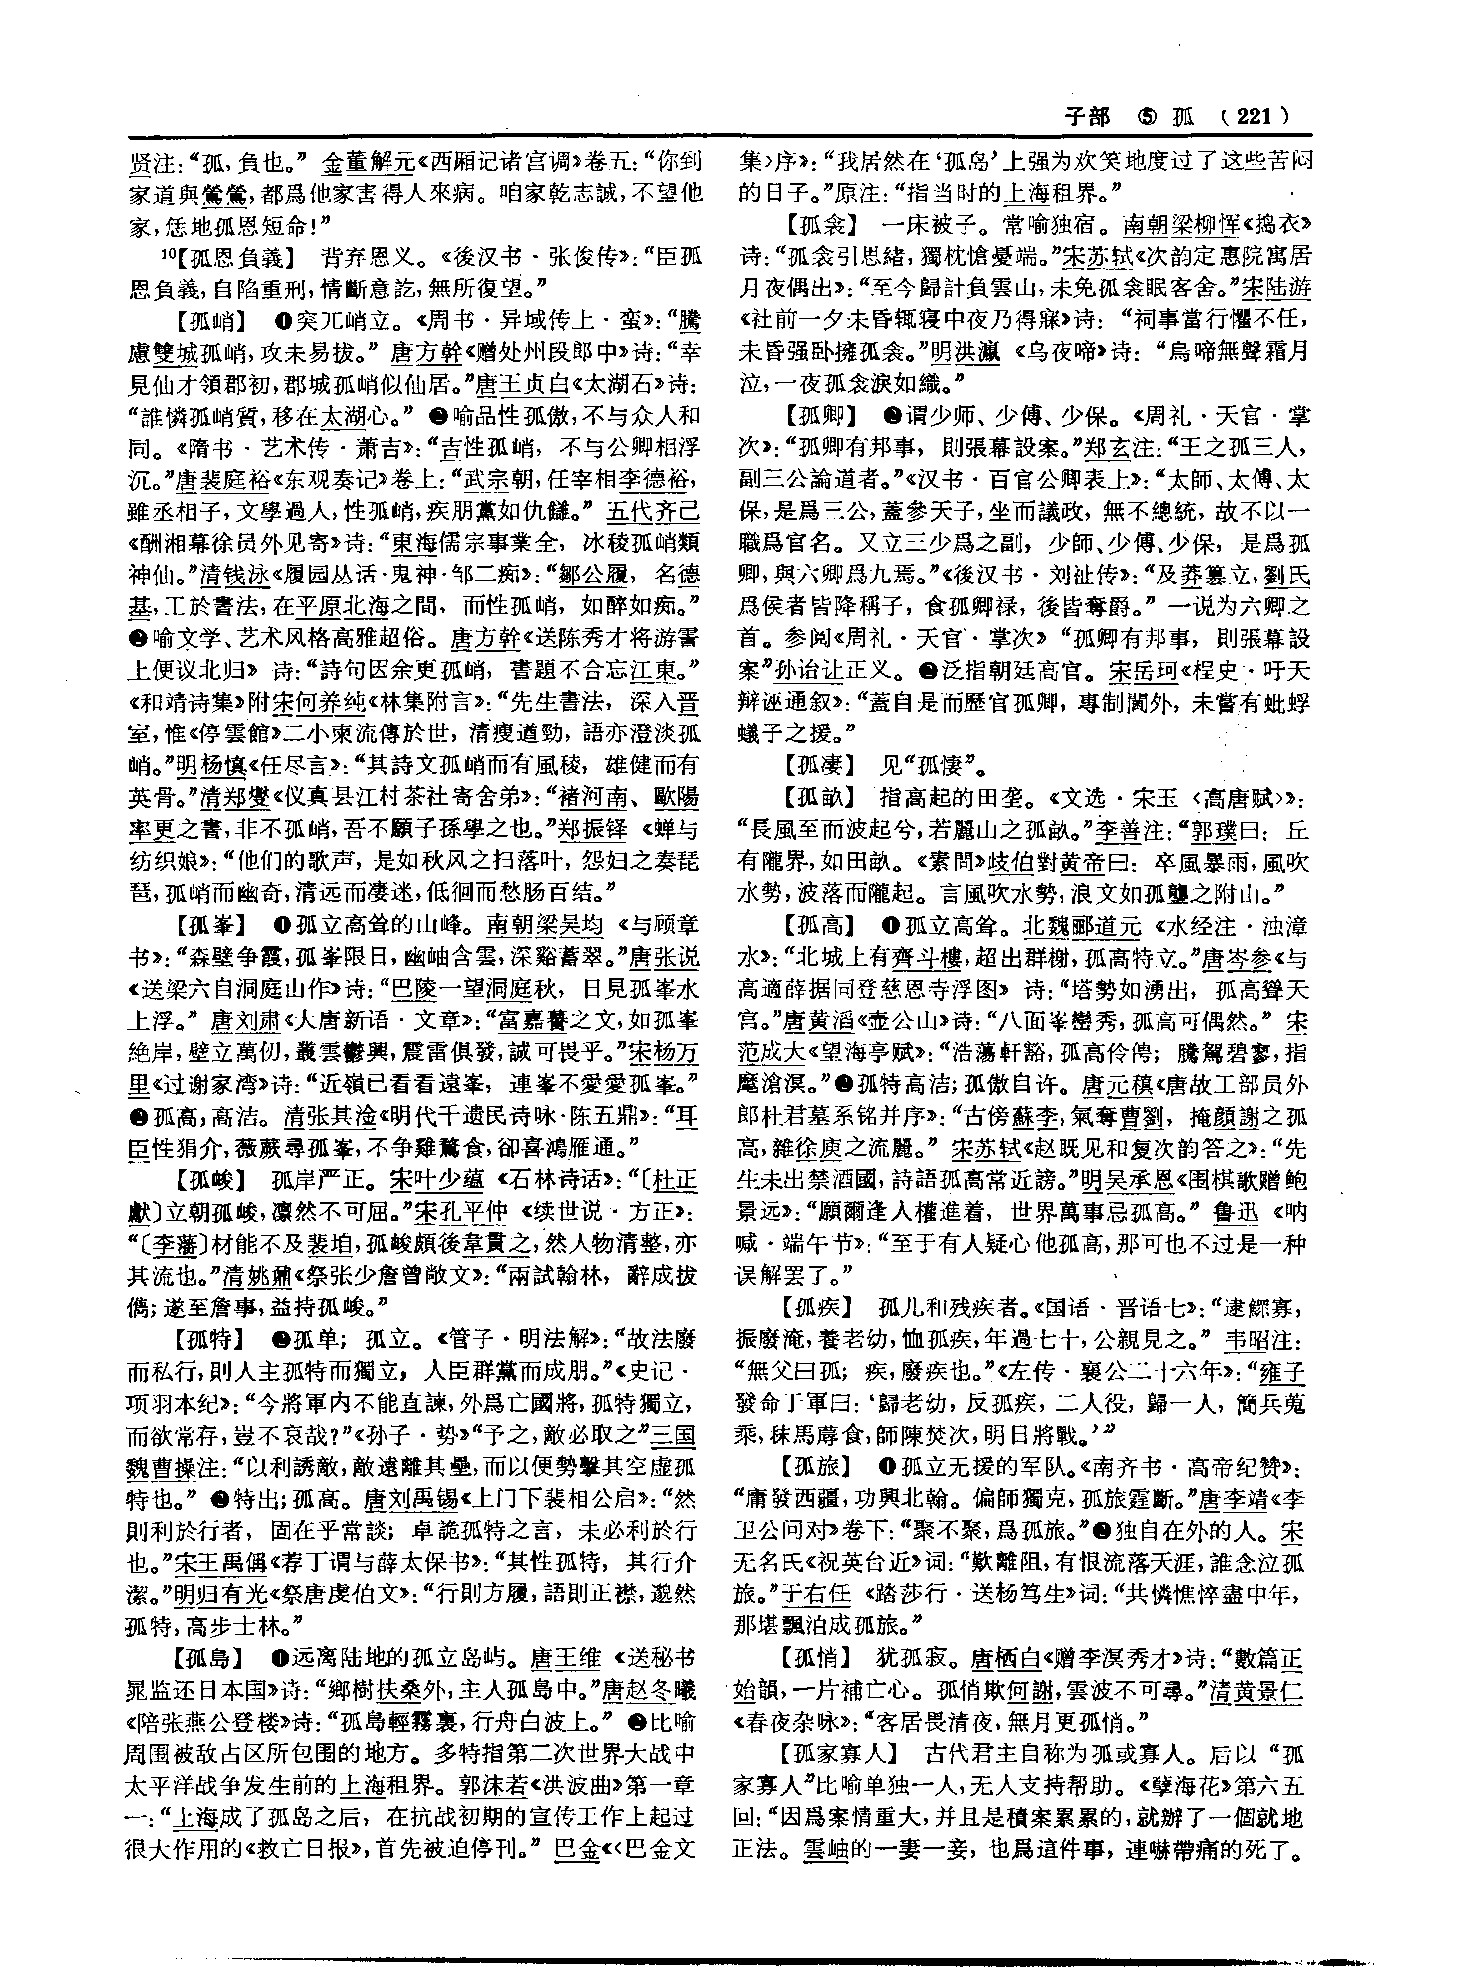 子部 ⑤ 孤 （221）
贤注：“孤，負也。” 金董解元《西厢记诸宫调》卷五：“你到
家道與鶯鶯，都爲他家害得人來病。咱家乾志誠，不望他
家，恁地孤恩短命！”
¹⁰【孤恩負義】 背弃恩义。《後汉书·张俊传》：“臣孤
恩負義，自陷重刑，情斷意訖，無所復望。”
【孤峭】 ❶突兀峭立。《周书·异域传上·蛮》：“騰
慮雙城孤峭，攻未易拔。” 唐方幹《赠处州段郎中》诗：“幸
見仙才領郡初，郡城孤峭似仙居。”唐王贞白《太湖石》诗：
“誰憐孤峭質，移在太湖心。” ❷喻品性孤傲，不与众人和
同。《隋书·艺术传·萧吉》：“吉性孤峭，不与公卿相浮
沉。”唐裴庭裕《东观奏记》卷上：“武宗朝，任宰相李德裕，
雖丞相子，文學過人，性孤峭，疾朋黨如仇讎。” 五代齐己
《酬湘幕徐员外见寄》诗：“東海儒宗事業全，冰稜孤峭類
神仙。”清钱泳《履园丛话·鬼神·邹二痴》：“鄒公履，名德
基，工於書法，在平原北海之間，而性孤峭，如醉如痴。”
❸喻文学、艺术风格高雅超俗。唐方幹《送陈秀才将游霅
上便议北归》 诗：“詩句因余更孤峭，書題不合忘江東。”
《和靖诗集》附宋何养纯《林集附言》：“先生書法，深入晋
室，惟《停雲館》二小柬流傳於世，清瘦遒勁，語亦澄淡孤
峭。”明杨慎《任尽言》：“其詩文孤峭而有風稜，雄健而有
英骨。”清郑燮《仪真县江村茶社寄舍弟》：“褚河南、歐陽
率更之書，非不孤峭，吾不願子孫學之也。”郑振铎 《蝉与
纺织娘》：“他们的歌声，是如秋风之扫落叶，怨妇之奏琵
琶，孤峭而幽奇，清远而凄迷，低徊而愁肠百结。”
【孤峯】 ❶孤立高耸的山峰。南朝梁吴均 《与顾章
书》：“森壁争霞，孤峯限日，幽岫含雲，深谿蓄翠。”唐张说
《送梁六自洞庭山作》诗：“巴陵一望洞庭秋，日見孤峯水
上浮。” 唐刘肃《大唐新语·文章》：“富嘉謩之文，如孤峯
绝岸，壁立萬仞，叢雲鬱興，震雷俱發，誠可畏乎。”宋杨万
里《过谢家湾》诗：“近嶺已看看遠峯，連峯不愛愛孤峯。”
❷孤高，高洁。清张其淦《明代千遗民诗咏·陈五鼎》：“耳
臣性狷介，薇蕨尋孤峯，不争雞鶩食，卻喜鴻雁通。”
【孤峻】 孤岸严正。宋叶少蕴 《石林诗话》：“〔杜正
獻〕立朝孤峻，凛然不可屈。”宋孔平仲 《续世说·方正》：
“〔李藩〕材能不及裴垍，孤峻頗後韋貫之，然人物清整，亦
其流也。”清姚鼐《祭张少詹曾敞文》：“兩試翰林，辭成拔
儁；遂至詹事，益持孤峻。”
【孤特】 ❶孤单；孤立。《管子·明法解》：“故法廢
而私行，則人主孤特而獨立，人臣群黨而成朋。”《史记·
项羽本纪》：“今將軍内不能直諫，外爲亡國將，孤特獨立，
而欲常存，豈不哀哉？”《孙子·势》“予之，敵必取之”三国
魏曹操注：“以利誘敵，敵遠離其壘，而以便勢擊其空虚孤
特也。” ❷特出；孤高。唐刘禹锡《上门下裴相公启》：“然
則利於行者，固在乎常談；卓詭孤特之言，未必利於行
也。”宋王禹偁《荐丁谓与薛太保书》：“其性孤特，其行介
潔。”明归有光《祭唐虔伯文》：“行則方履，語則正襟，邈然
孤特，高步士林。”
【孤島】 ❶远离陆地的孤立岛屿。唐王维 《送秘书
晁监还日本国》诗：“鄉樹扶桑外，主人孤島中。”唐赵冬曦
《陪张燕公登楼》诗：“孤島輕霧裏，行舟白波上。” ❷比喻
周围被敌占区所包围的地方。多特指第二次世界大战中
太平洋战争发生前的上海租界。郭沫若《洪波曲》第一章
一：“上海成了孤岛之后，在抗战初期的宣传工作上起过
很大作用的《救亡日报》，首先被迫停刊。” 巴金《〈巴金文
集〉序》：“我居然在‘孤岛’上强为欢笑地度过了这些苦闷
的日子。”原注：“指当时的上海租界。”
【孤衾】 一床被子。常喻独宿。南朝梁柳恽《捣衣》
诗：“孤衾引思緒，獨枕愴憂端。”宋苏轼《次韵定惠院寓居
月夜偶出》：“至今歸計負雲山，未免孤衾眠客舍。”宋陆游
《社前一夕未昏辄寝中夜乃得寐》诗：“祠事當行懼不任，
未昏强卧擁孤衾。”明洪瀛 《乌夜啼》诗：“烏啼無聲霜月
泣，一夜孤衾淚如織。”
【孤卿】 ❶谓少师、少傅、少保。《周礼·天官·掌
次》：“孤卿有邦事，則張幕設案。”郑玄注：“王之孤三人，
副三公論道者。”《汉书·百官公卿表上》：“太師、太傅、太
保，是爲三公，蓋參天子，坐而議政，無不總統，故不以一
職爲官名。又立三少爲之副，少師、少傅、少保，是爲孤
卿，與六卿爲九焉。”《後汉书·刘祉传》：“及莽篡立，劉氏
爲侯者皆降稱子，食孤卿禄，後皆奪爵。” 一说为六卿之
首。参阅《周礼·天官·掌次》“孤卿有邦事，則張幕設
案”孙诒让正义。❷泛指朝廷高官。宋岳珂《桯史·吁天
辩诬通叙》：“蓋自是而歷官孤卿，專制閫外，未嘗有蚍蜉
蟻子之援。”
【孤凄】 见“孤悽”。
【孤畝】 指高起的田垄。《文选·宋玉〈高唐赋〉》：
“長風至而波起兮，若麗山之孤畝。”李善注：“郭璞曰：丘
有隴界，如田畝。《素問》歧伯對黄帝曰：卒風暴雨，風吹
水勢，波落而隴起。言風吹水勢，浪文如孤壟之附山。”
【孤高】 ❶孤立高耸。北魏郦道元 《水经注·浊漳
水》：“北城上有齊斗樓，超出群榭，孤高特立。”唐岑参《与
高適薛据同登慈恩寺浮图》 诗：“塔勢如湧出，孤高聳天
宫。”唐黄滔《壶公山》诗：“八面峯巒秀，孤高可偶然。” 宋
范成大《望海亭赋》：“浩蕩軒豁，孤高伶俜；騰駕碧寥，指
麾滄溟。”❷孤特高洁；孤傲自许。唐元稹《唐故工部员外
郎杜君墓系铭并序》：“古傍蘇李，氣奪曹劉，掩顔謝之孤
高，雜徐庾之流麗。” 宋苏轼《赵既见和复次韵答之》：“先
生未出禁酒國，詩語孤高常近謗。”明吴承恩《围棋歌赠鲍
景远》：“願爾逢人權進着，世界萬事忌孤高。” 鲁迅 《呐
喊·端午节》：“至于有人疑心他孤高，那可也不过是一种
误解罢了。”
【孤疾】 孤儿和残疾者。《国语·晋语七》：“逮鰥寡，
振廢淹，養老幼，恤孤疾，年過七十，公親見之。” 韦昭注：
“無父曰孤；疾，廢疾也。”《左传·襄公二十六年》：“雍子
發命于軍曰：‘歸老幼，反孤疾，二人役，歸一人，簡兵蒐
乘，秣馬蓐食，師陳焚次，明日將戰。’”
【孤旅】 ❶孤立无援的军队。《南齐书·高帝纪赞》：
“庸發西疆，功興北翰。偏師獨克，孤旅霆斷。”唐李靖《李
卫公问对》卷下：“聚不聚，爲孤旅。”❷独自在外的人。宋
无名氏《祝英台近》词：“歎離阻，有恨流落天涯，誰念泣孤
旅。”于右任 《踏莎行·送杨笃生》词：“共憐憔悴盡中年，
那堪飄泊成孤旅。”
【孤悄】 犹孤寂。唐栖白《赠李溟秀才》诗：“數篇正
始韻，一片補亡心。孤俏欺何謝，雲波不可尋。”清黄景仁
《春夜杂咏》：“客居畏清夜，無月更孤悄。”
【孤家寡人】 古代君主自称为孤或寡人。后以“孤
家寡人”比喻单独一人，无人支持帮助。《孽海花》第六五
回：“因爲案情重大，并且是積案累累的，就辦了一個就地
正法。雲岫的一妻一妾，也爲這件事，連嚇帶痛的死了。